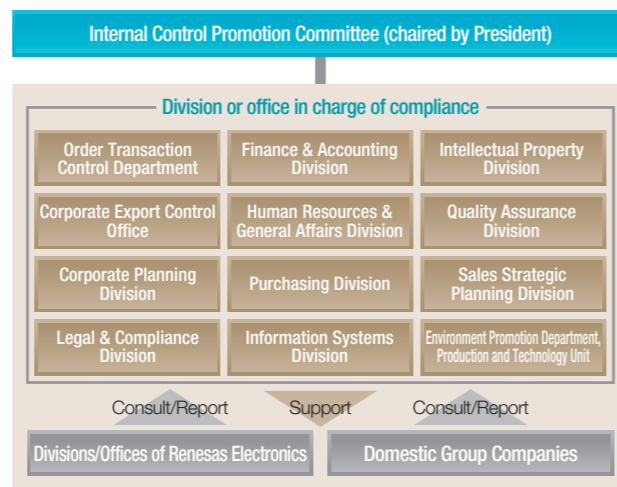 Internal Control Promotion Committee (chaired by President)
Division or office in charge of compliance
Order Transaction
Control Department
Finance & Accounting
Division
Intellectual Property
Division
Corporate Export Control
Office
Human Resources &
General Affairs Division
Quality Assurance
Division
Corporate Planning
Division
Purchasing Division
Sales Strategic
Planning Division
Legal & Compliance
Division
Information Systems
Division
Environment Promotion Department,
Production and Technology Unit
Consult/Report
Support
Consult/Report
Divisions/Offices of Renesas Electronics
Domestic Group Companies